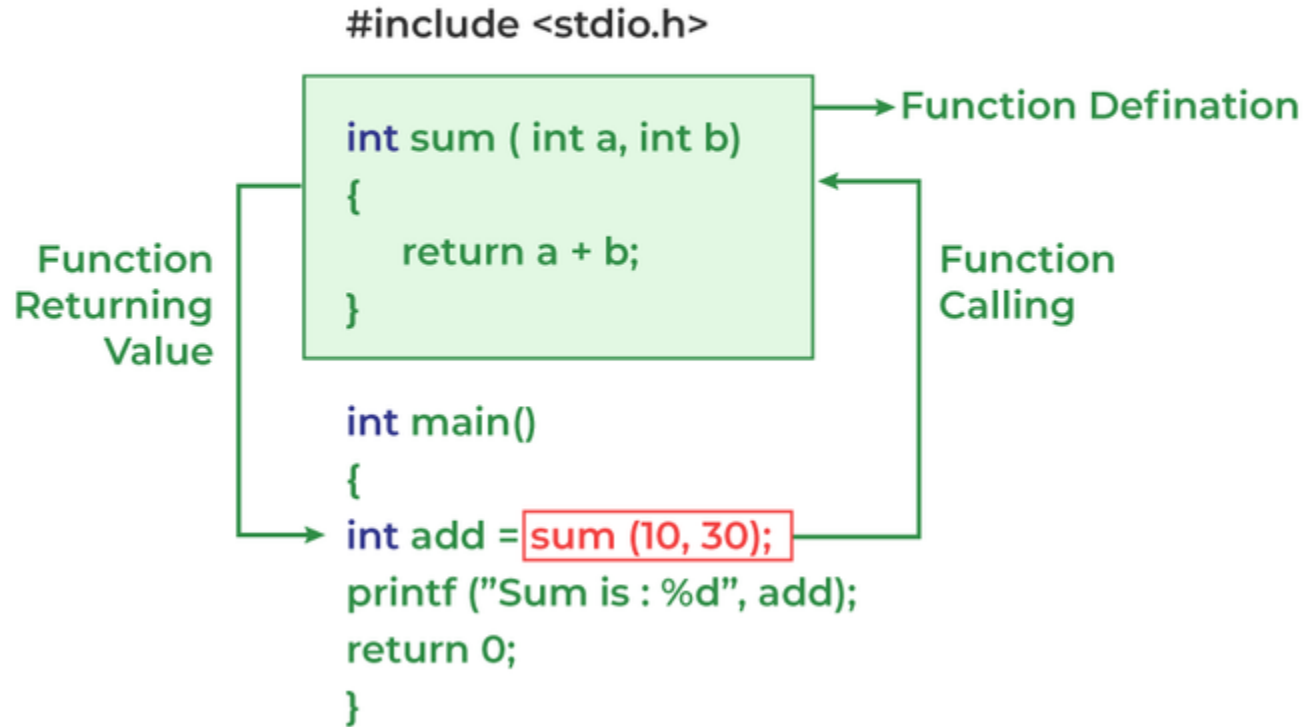 #include <stdio.h>
Function Defination
int sum ( int a, int b)
{
return a + b;
}
Function
Returning
Value
Function
Calling
int main()
{
int add = sum (10, 30);
printf (”Sum is : %d”, add);
return 0;
}